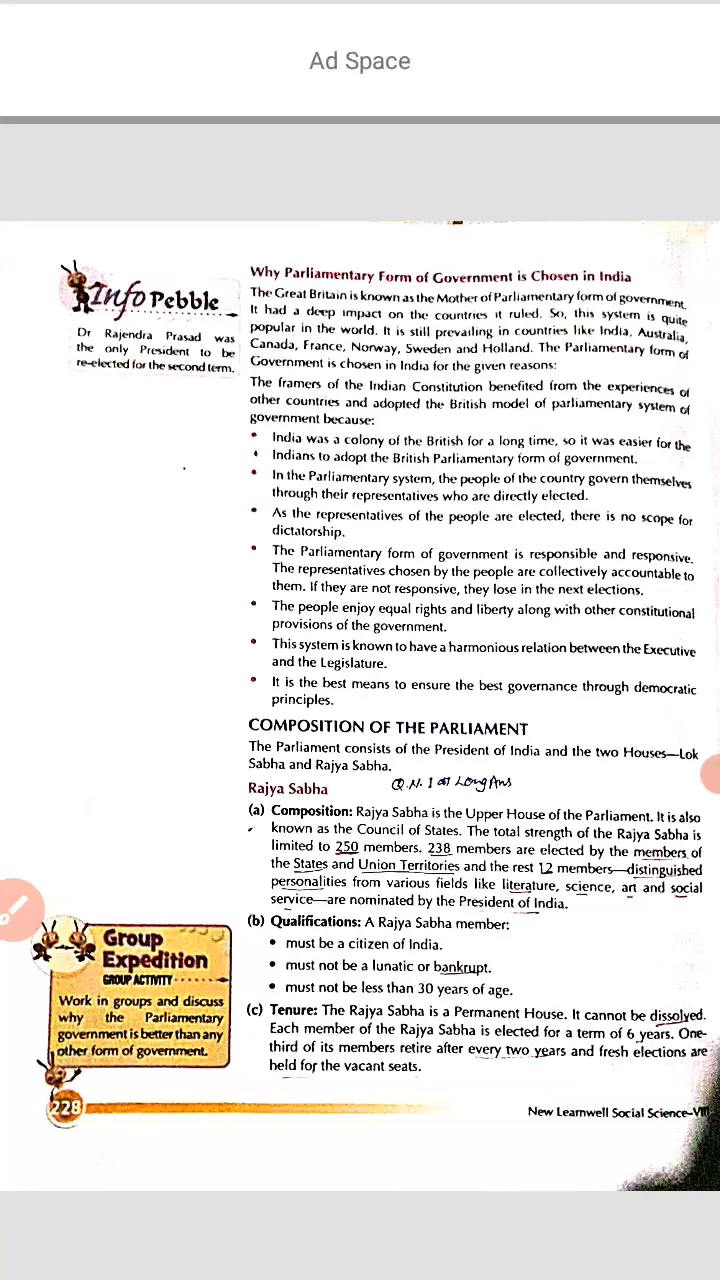 Ad Space
Info Pebble
Dr Rajendra Prasad was
the only President to be
re-elected for the second term.
Why Parliamentary Form of Government is Chosen in India
The Great Britain is known as the Mother of Parliamentary form of government.
It had a deep impact on the countries it ruled. So, this system is quite
popular in the world. It is still prevailing in countries like India, Australia,
Canada, France, Norway, Sweden and Holland. The Parliamentary form of
Government is chosen in India for the given reasons:
The framers of the Indian Constitution benefited from the experiences of
other countries and adopted the British model of parliamentary system of
government because:
• India was a colony of the British for a long time, so it was easier for the
Indians to adopt the British Parliamentary form of government.
• In the Parliamentary system, the people of the country govern themselves
through their representatives who are directly elected.
• As the representatives of the people are elected, there is no scope for
dictatorship.
• The Parliamentary form of government is responsible and responsive.
The representatives chosen by the people are collectively accountable to
them. If they are not responsive, they lose in the next elections.
• The people enjoy equal rights and liberty along with other constitutional
provisions of the government.
• This system is known to have a harmonious relation between the Executive
and the Legislature.
• It is the best means to ensure the best governance through democratic
principles.
COMPOSITION OF THE PARLIAMENT
The Parliament consists of the President of India and the two Houses—Lok
Sabha and Rajya Sabha.
Rajya Sabha Q.N. 1 Long Ans
(a) Composition: Rajya Sabha is the Upper House of the Parliament. It is also
known as the Council of States. The total strength of the Rajya Sabha is
limited to 250 members. 238 members are elected by the members of
the States and Union Territories and the rest 12 members—distinguished
personalities from various fields like literature, science, art and social
service—are nominated by the President of India.
(b) Qualifications: A Rajya Sabha member:
• must be a citizen of India.
• must not be a lunatic or bankrupt.
• must not be less than 30 years of age.
(c) Tenure: The Rajya Sabha is a Permanent House. It cannot be dissolved.
Each member of the Rajya Sabha is elected for a term of 6 years. One-
third of its members retire after every two years and fresh elections are
held for the vacant seats.
Group
Expedition
GROUP ACTIVITY
Work in groups and discuss
why the Parliamentary
government is better than any
other form of government.
228
New Learnwell Social Science–VIII